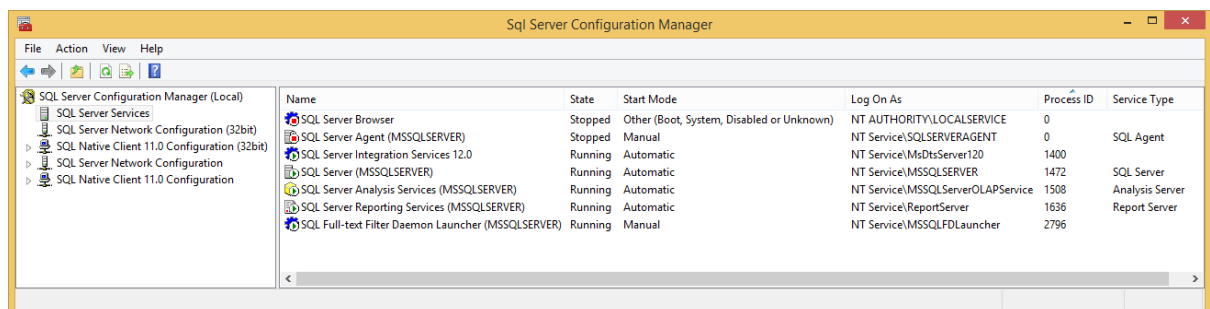 Sql Server Configuration Manager
File Action View Help
SQL Server Configuration Manager (Local)
SQL Server Services
SQL Server Network Configuration (32bit)
SQL Native Client 11.0 Configuration (32bit)
SQL Server Network Configuration
SQL Native Client 11.0 Configuration
Name State Start Mode Log On As Process ID Service Type
SQL Server Browser Stopped Other (Boot, System, Disabled or Unknown) NT AUTHORITY\LOCALSERVICE 0
SQL Server Agent (MSSQLSERVER) Stopped Manual NT Service\SQLSERVERAGENT 0 SQL Agent
SQL Server Integration Services 12.0 Running Automatic NT Service\MsDtsServer120 1400
SQL Server (MSSQLSERVER) Running Automatic NT Service\MSSQLSERVER 1472 SQL Server
SQL Server Analysis Services (MSSQLSERVER) Running Automatic NT Service\MSSQLServerOLAPService 1508 Analysis Server
SQL Server Reporting Services (MSSQLSERVER) Running Automatic NT Service\ReportServer 1636 Report Server
SQL Full-text Filter Daemon Launcher (MSSQLSERVER) Running Manual NT Service\MSSQLFDLauncher 2796